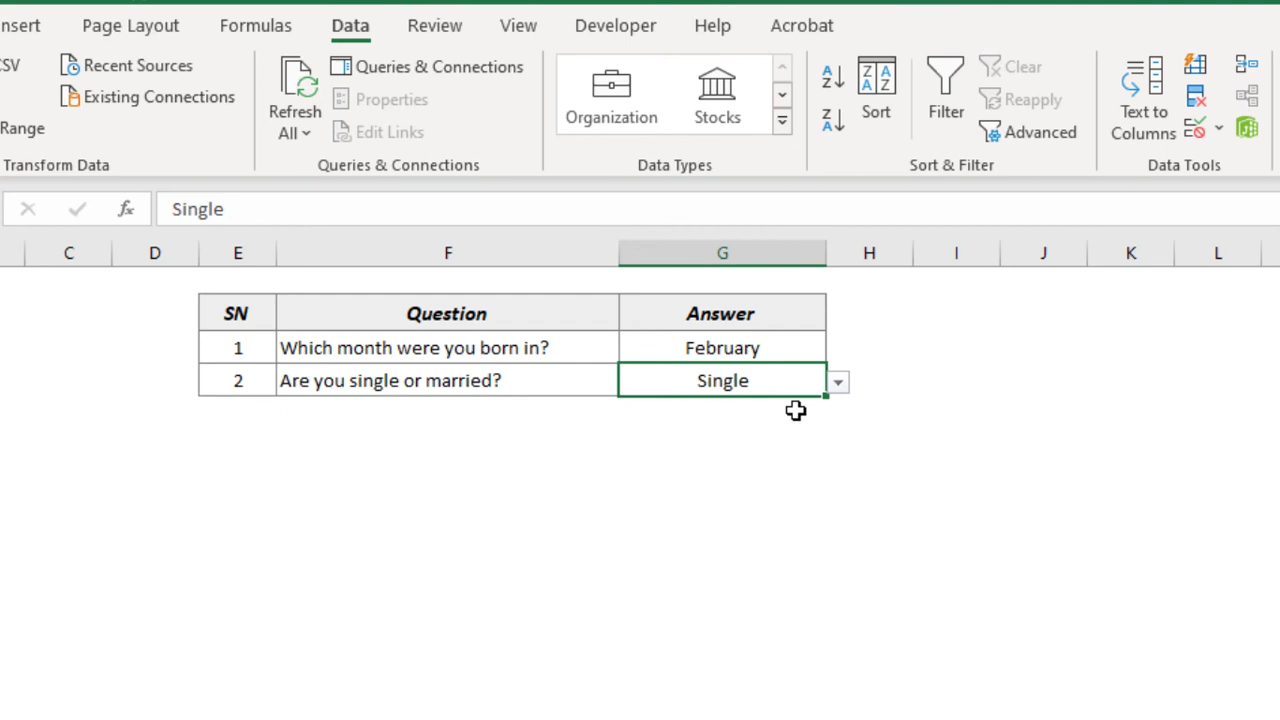 nsert Page Layout Formulas Data Review View Developer Help Acrobat
SV Recent Sources Queries & Connections Clear
Existing Connections Properties Reapply
Range Refresh All Edit Links Organization Stocks Sort Filter Advanced Text to Columns
Transform Data Queries & Connections Data Types Sort & Filter Data Tools
fx Single
C D E F G H I J K L
SN Question Answer
1 Which month were you born in? February
2 Are you single or married? Single